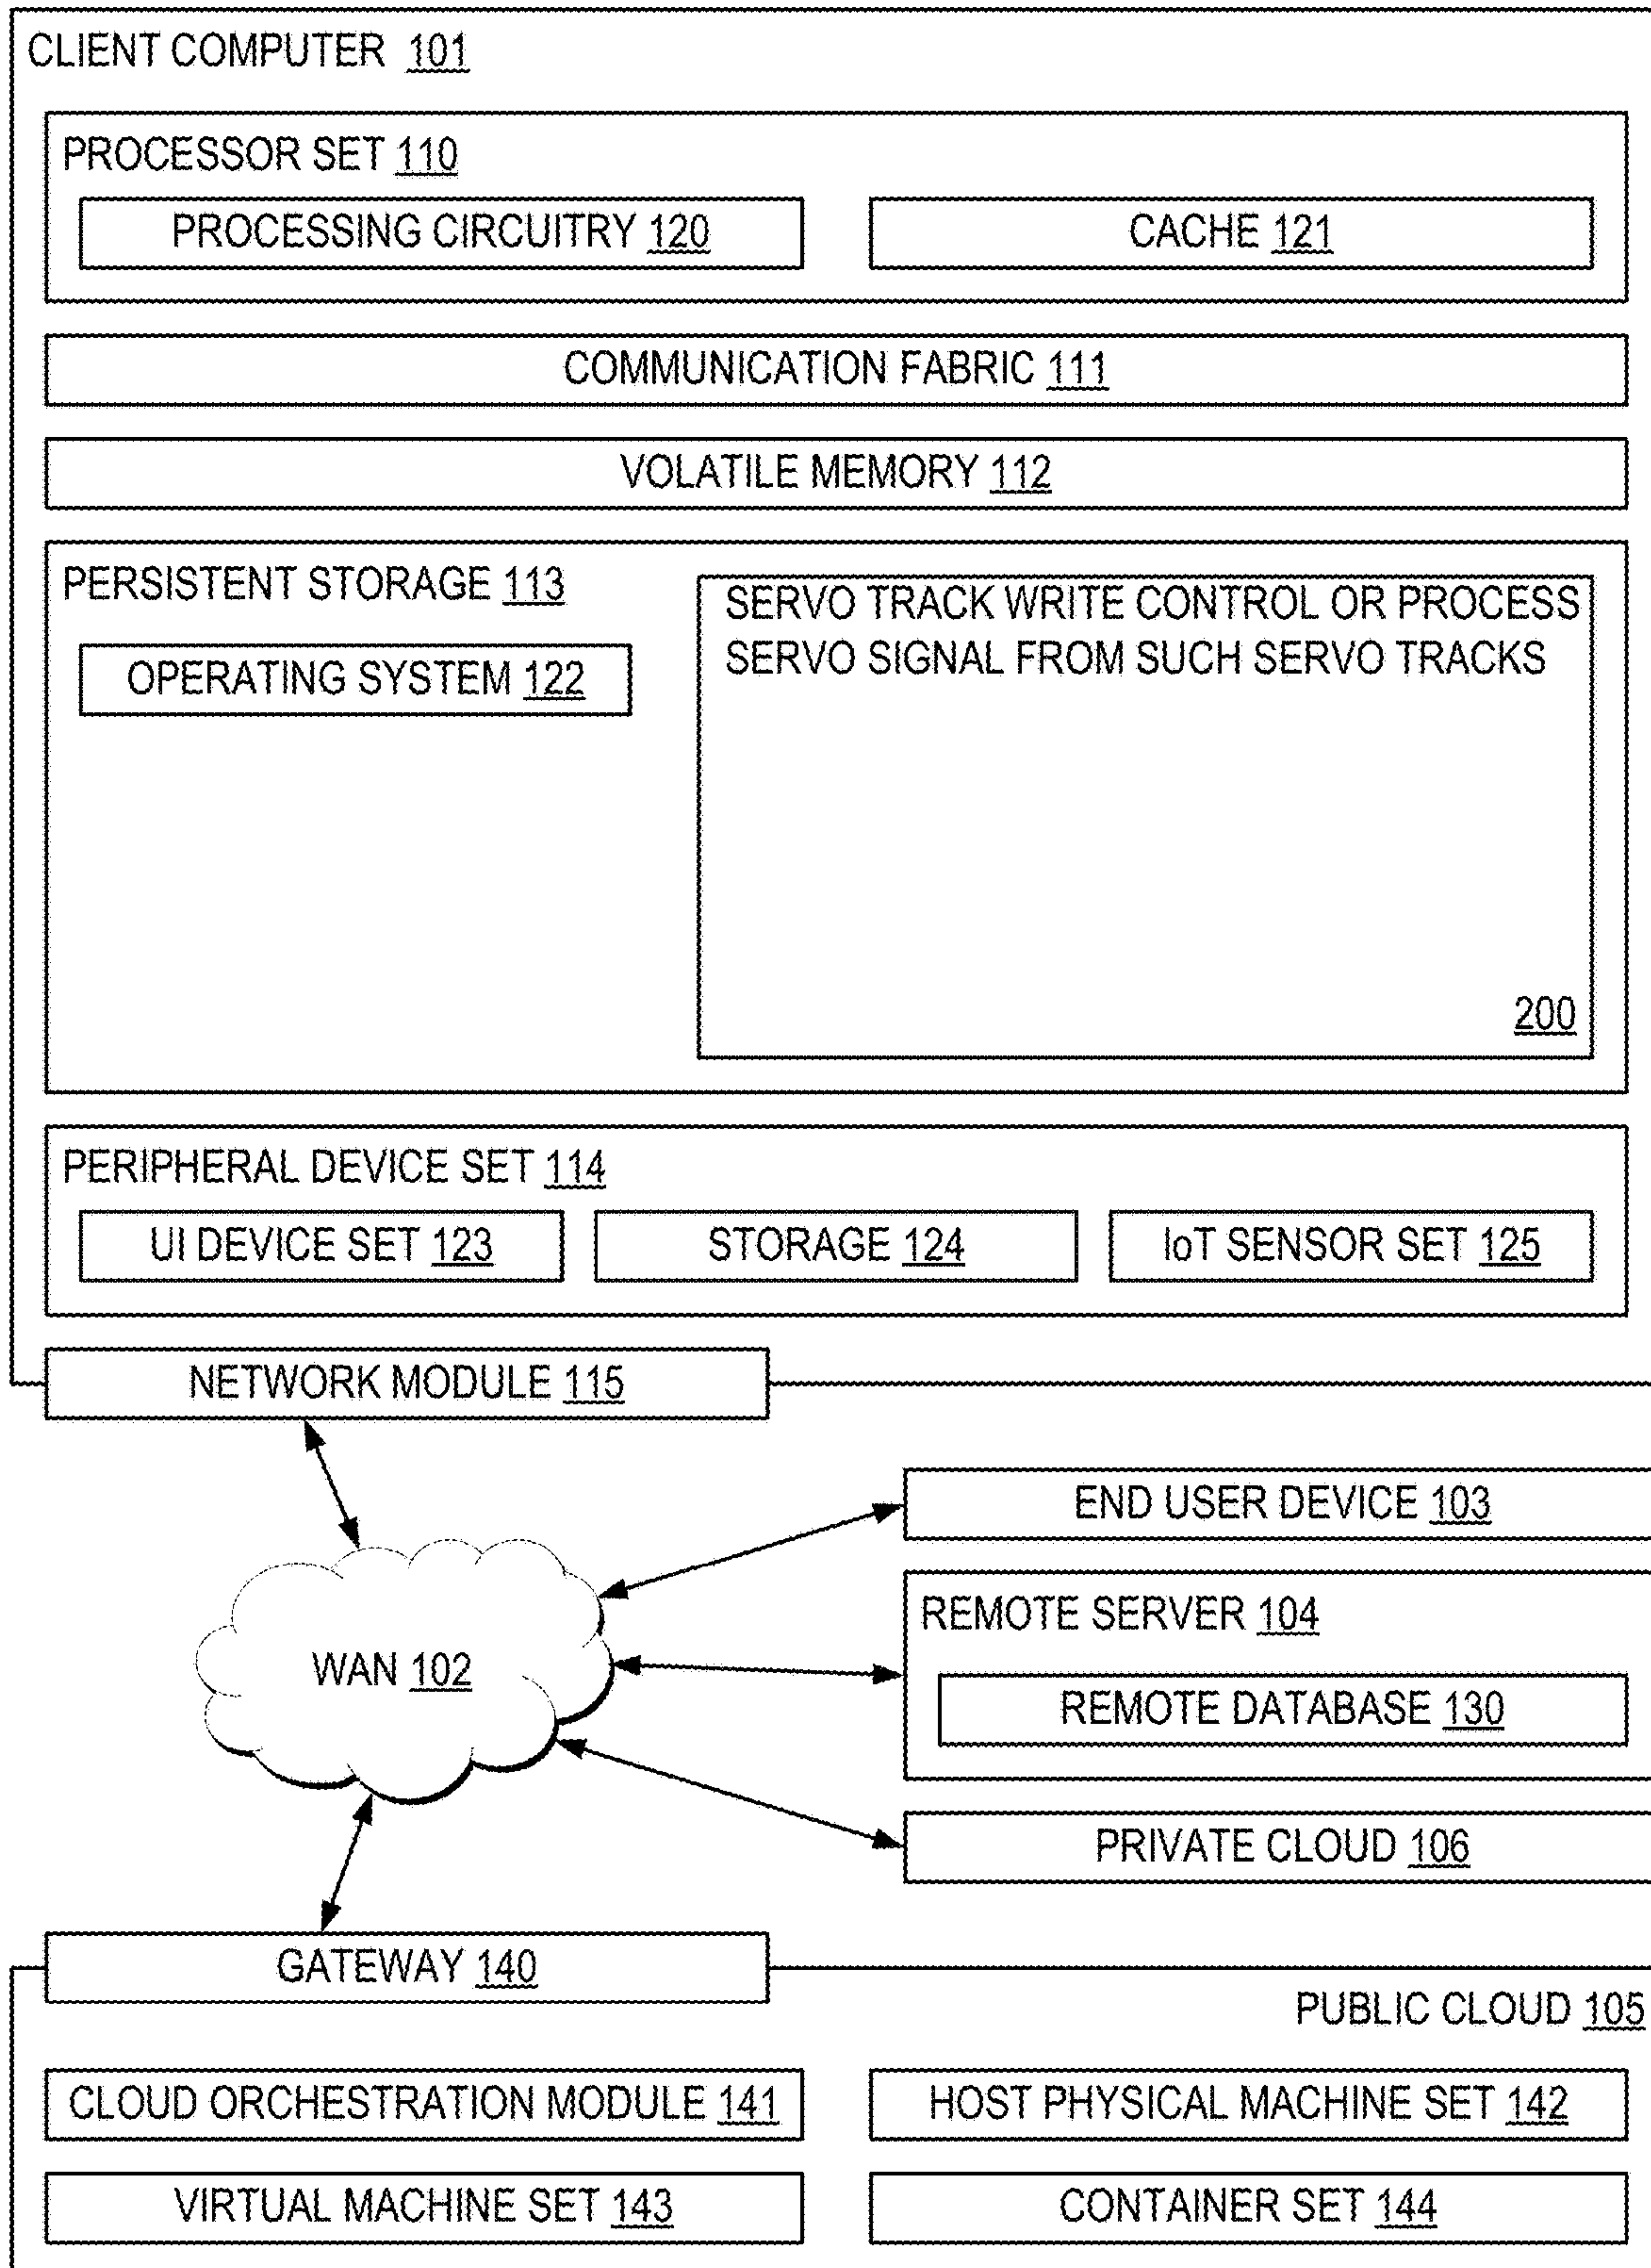 CLIENT COMPUTER 101
PROCESSOR SET 110
PROCESSING CIRCUITRY 120
CACHE 121
COMMUNICATION FABRIC 111
VOLATILE MEMORY 112
PERSISTENT STORAGE 113
OPERATING SYSTEM 122
SERVO TRACK WRITE CONTROL OR PROCESS
SERVO SIGNAL FROM SUCH SERVO TRACKS
200
PERIPHERAL DEVICE SET 114
UI DEVICE SET 123
STORAGE 124
IoT SENSOR SET 125
NETWORK MODULE 115
WAN 102
END USER DEVICE 103
REMOTE SERVER 104
REMOTE DATABASE 130
PRIVATE CLOUD 106
GATEWAY 140
PUBLIC CLOUD 105
CLOUD ORCHESTRATION MODULE 141
HOST PHYSICAL MACHINE SET 142
VIRTUAL MACHINE SET 143
CONTAINER SET 144